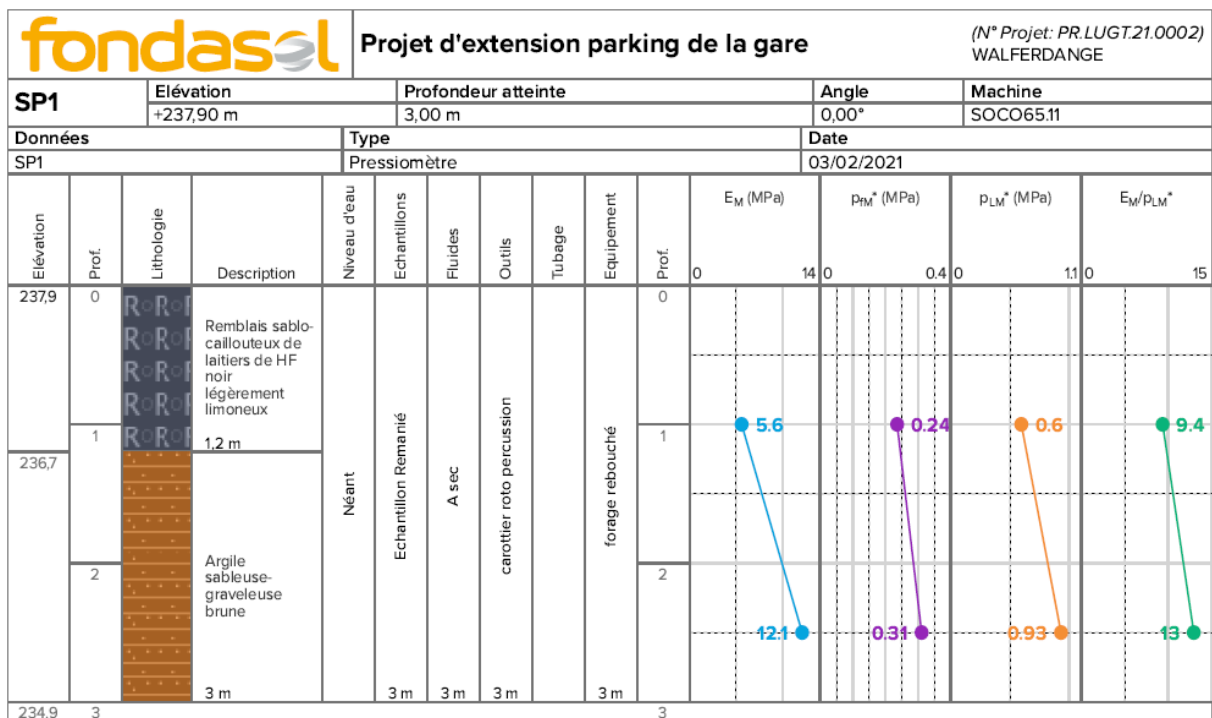 fondasol
Projet d'extension parking de la gare
(N° Projet: PR.LUGT.21.0002)
WALFERDANGE
SP1
Elévation
Profondeur atteinte
Angle
Machine
+237,90 m
3,00 m
0,00°
SOCO65.11
Données
Type
Date
SP1
Pressiomètre
03/02/2021
Elévation
Prof.
Lithologie
Description
Niveau d'eau
Echantillons
Fluides
Outils
Tubage
Equipement
Prof.
E_M (MPa)
p_fM* (MPa)
p_LM* (MPa)
E_M/p_LM*
0 14
0 0.4
0 1.1
0 15
237,9
0
0
Remblais sablo-
caillouteux de
laitiers de HF
noir
légèrement
limoneux
1,2 m
1
1
5.6
0.24
0.6
9.4
236,7
Néant
Echantillon Remanié
A sec
carottier roto percussion
forage rebouché
Argile
sableuse-
graveleuse
brune
2
2
12.1
0.31
0.93
13
3 m
3 m
3 m
3 m
3 m
234,9
3
3